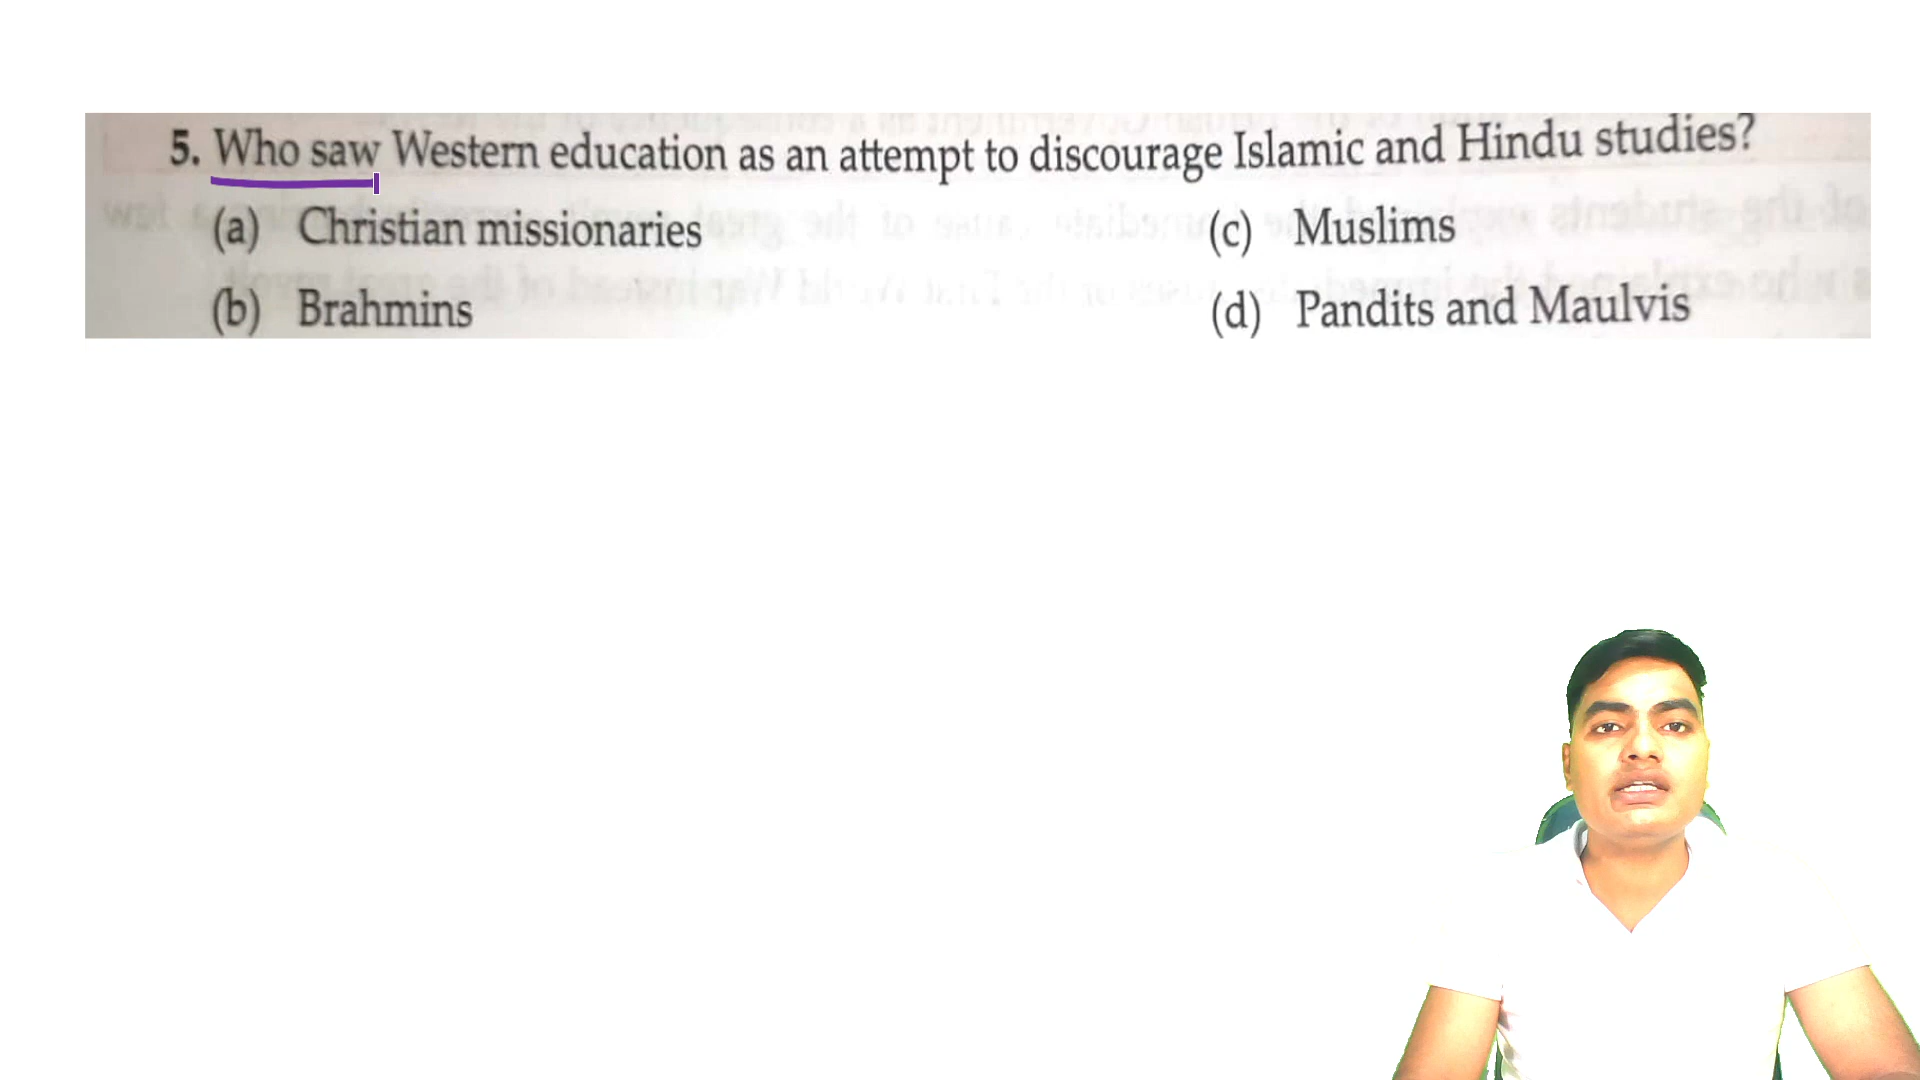 5. Who saw Western education as an attempt to discourage Islamic and Hindu studies?
(a) Christian missionaries
(c) Muslims
(b) Brahmins
(d) Pandits and Maulvis